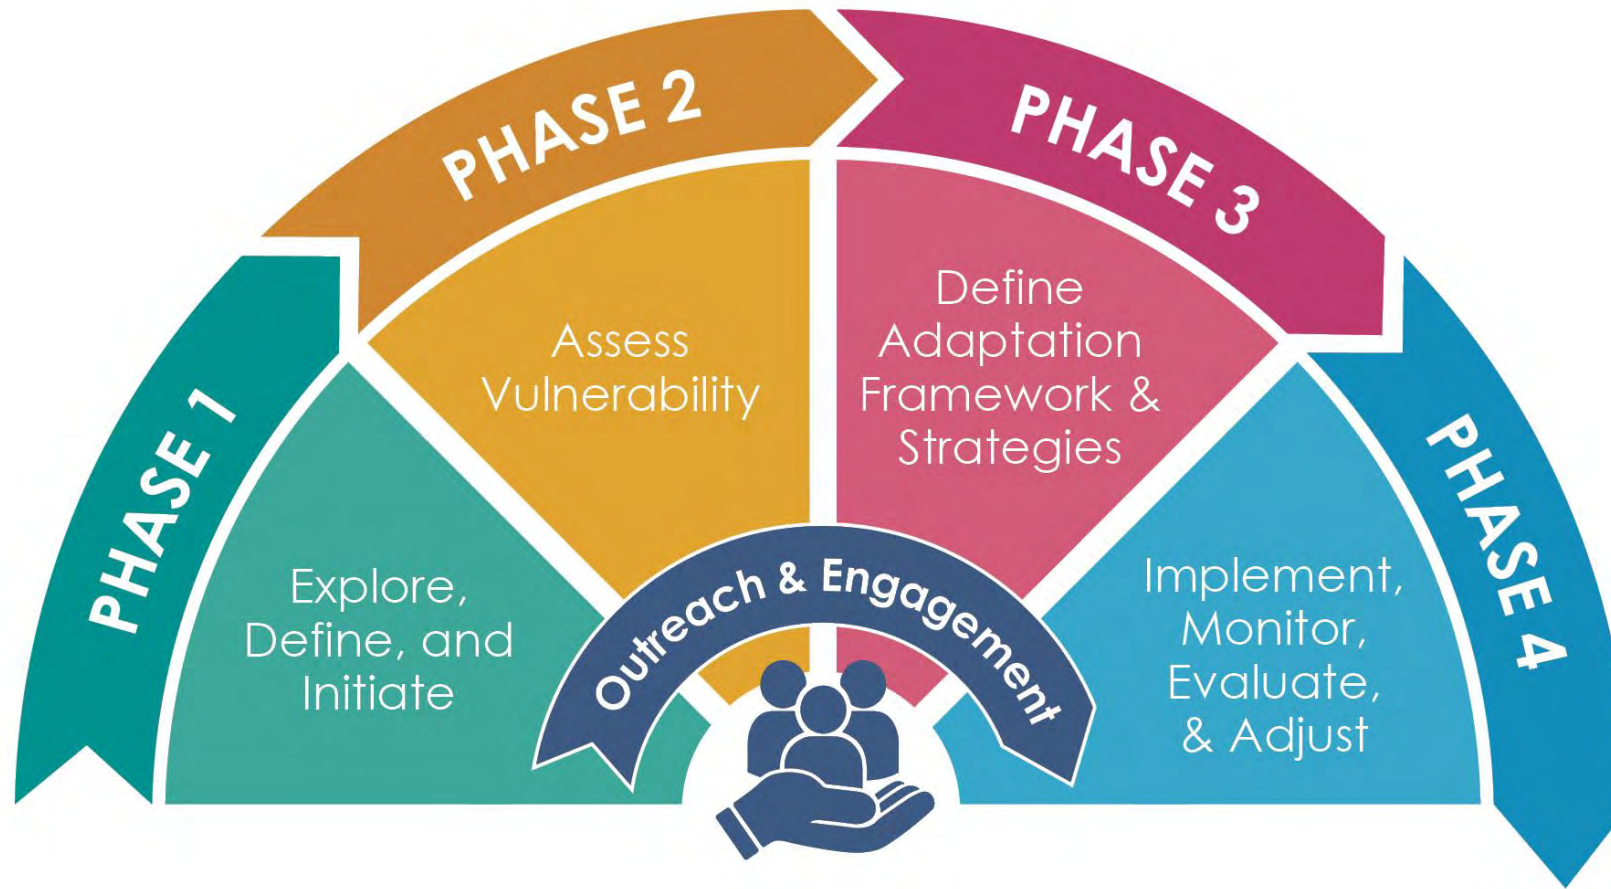 PHASE 1
Explore,
Define, and
Initiate
PHASE 2
Assess
Vulnerability
PHASE 3
Define
Adaptation
Framework &
Strategies
PHASE 4
Implement,
Monitor,
Evaluate,
& Adjust
Outreach & Engagement